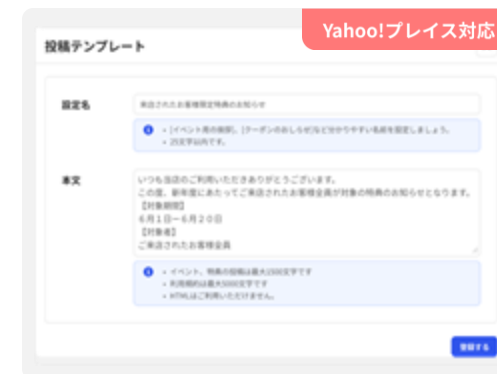 Yahoo!プレイス対応
投稿テンプレート
設定名
来店されたお客様限定特典のお知らせ
・[イベント用の挨拶]、[クーポンのおしらせ]など分かりやすい名前を設定しましょう。
・25文字以内です。
本文
いつも当店のご利用いただきありがとうございます。
この度、新年度にあたってご来店されたお客様全員が対象の特典のお知らせとなります。
【対象期間】
6月1日〜6月20日
【対象者】
ご来店されたお客様全員
・イベント、特典の投稿は最大1500文字です
・利用規約は最大5000文字です
・HTMLはご利用いただけません。
登録する